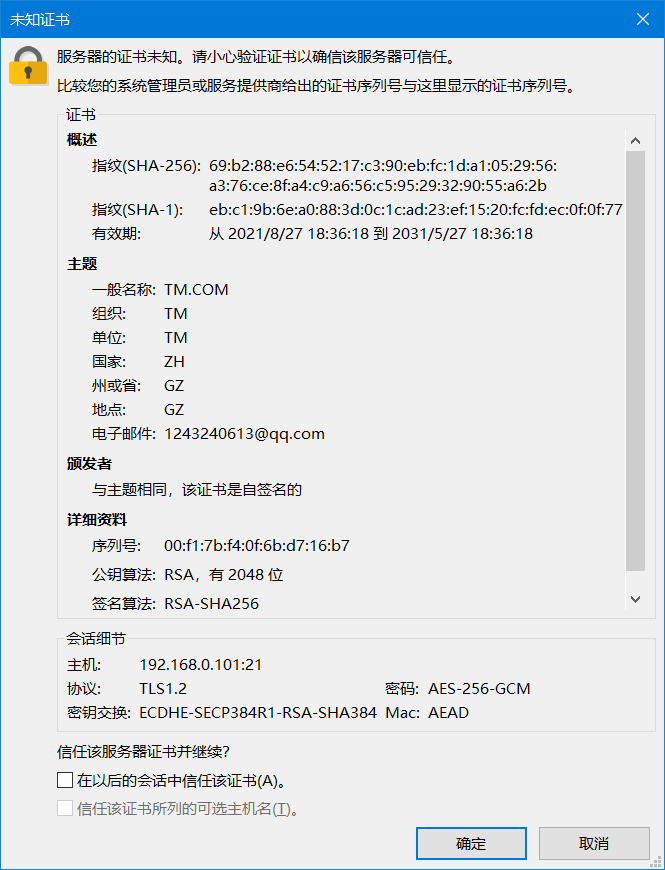 未知证书
服务器的证书未知。请小心验证证书以确信该服务器可信任。
比较您的系统管理员或服务提供商给出的证书序列号与这里显示的证书序列号。
证书
概述
指纹(SHA-256): 69:b2:88:e6:54:52:17:c3:90:eb:fc:1d:a1:05:29:56:
a3:76:ce:8f:a4:c9:a6:56:c5:95:29:32:90:55:a6:2b
指纹(SHA-1): eb:c1:9b:6e:a0:88:3d:0c:1c:ad:23:ef:15:20:fc:fd:ec:0f:0f:77
有效期: 从 2021/8/27 18:36:18 到 2031/5/27 18:36:18
主题
一般名称: TM.COM
组织: TM
单位: TM
国家: ZH
州或省: GZ
地点: GZ
电子邮件: 1243240613@qq.com
颁发者
与主题相同，该证书是自签名的
详细资料
序列号: 00:f1:7b:f4:0f:6b:d7:16:b7
公钥算法: RSA，有 2048 位
签名算法: RSA-SHA256
会话细节
主机: 192.168.0.101:21
协议: TLS1.2 密码: AES-256-GCM
密钥交换: ECDHE-SECP384R1-RSA-SHA384 Mac: AEAD
信任该服务器证书并继续?
在以后的会话中信任该证书(A)。
信任该证书所列的可选主机名(T)。
确定 取消